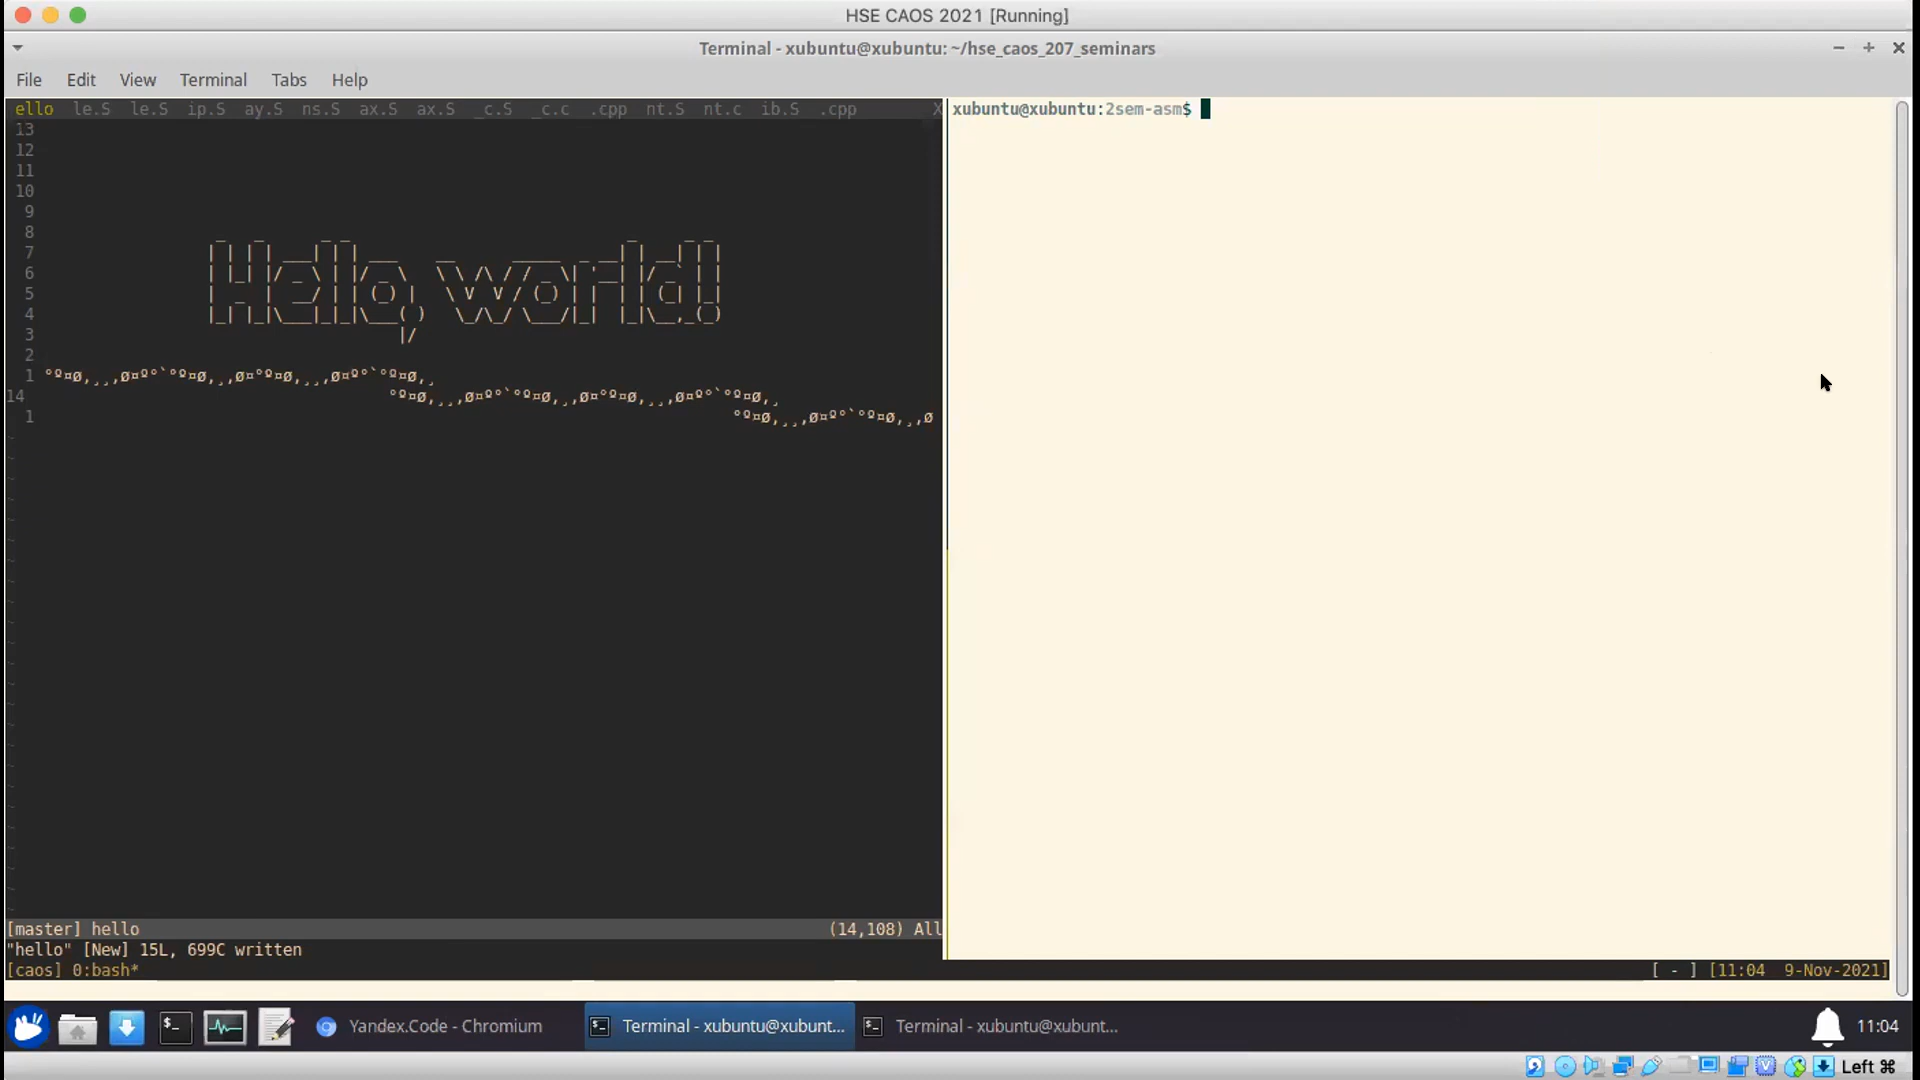 HSE CAOS 2021 [Running]
Terminal - xubuntu@xubuntu: ~/hse_caos_207_seminars
File Edit View Terminal Tabs Help
ello le.S le.S ip.S ay.S ns.S ax.S ax.S _c.S _c.c .cpp nt.S nt.c ib.S .cpp X
xubuntu@xubuntu:2sem-asm$
13
12
11
10
9
8
7
6
5
4
3
2
1
14
1
Hello, world!
°º¤ø,¸¸,ø¤º°`°º¤ø,¸,ø¤°º¤ø,¸¸,ø¤º°`°º¤ø,¸
°º¤ø,¸¸,ø¤º°`°º¤ø,¸,ø¤°º¤ø,¸¸,ø¤º°`°º¤ø,¸
°º¤ø,¸¸,ø¤º°`°º¤ø,¸,ø
[master] hello (14,108) All
"hello" [New] 15L, 699C written
[caos] 0:bash* [ - ] [11:04 9-Nov-2021]
Yandex.Code - Chromium
Terminal - xubuntu@xubunt...
Terminal - xubuntu@xubunt...
11:04
Left ⌘